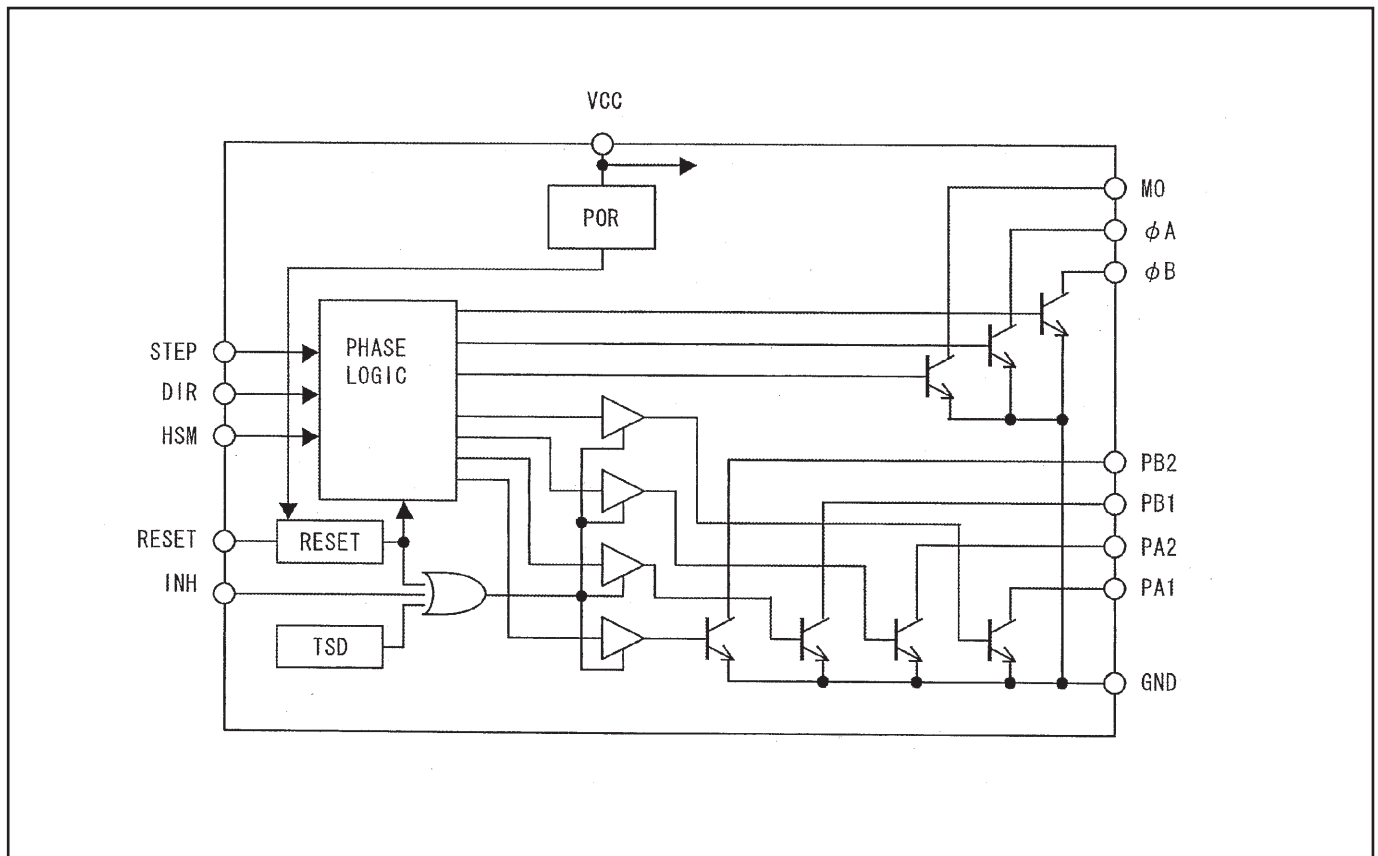 VCC
POR
MO
φA
φB
STEP
DIR
HSM
PHASE
LOGIC
PB2
PB1
PA2
PA1
RESET
RESET
INH
TSD
GND